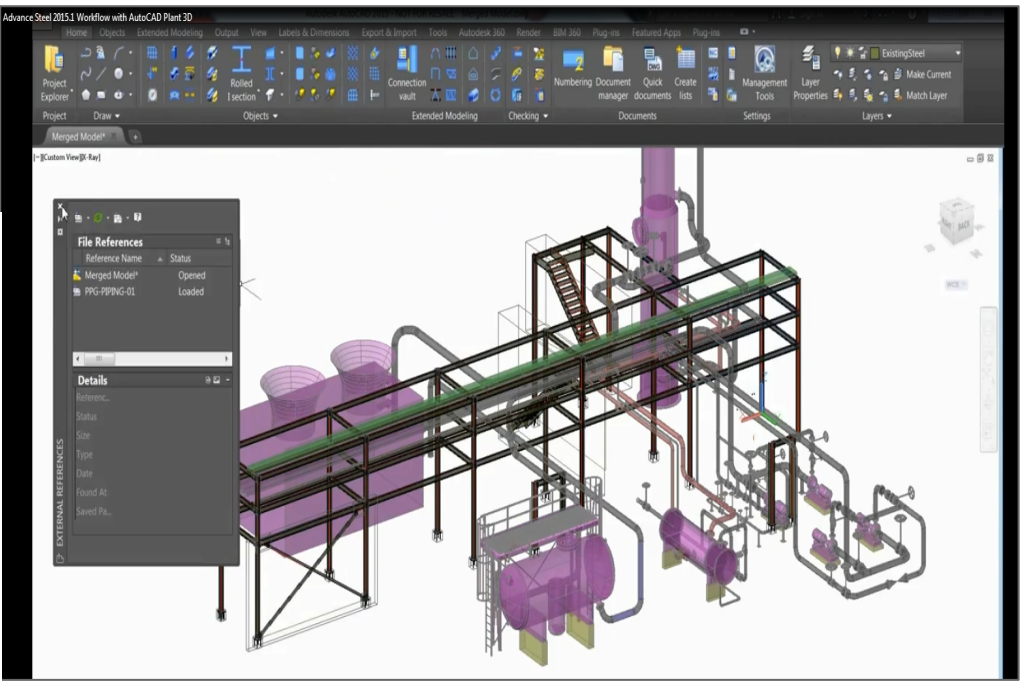 Advance Steel 2015.1 Workflow with AutoCAD Plant 3D
Home Objects Extended Modeling Output View Labels & Dimensions Export & Import Tools Autodesk 360 Render BIM 360 Plug-ins Featured Apps Plug-ins
Project Explorer
Rolled I section
Connection vault
Numbering
Document manager
Quick documents
Create lists
Management Tools
Layer Properties
ExistingSteel
Make Current
Match Layer
Project Draw Objects Extended Modeling Checking Documents Settings Layers
Merged Model*
[-][Custom View][X-Ray]
BACK
File References
Reference Name Status
Merged Model* Opened
PPG-PIPING-01 Loaded
Details
Referenc...
Status
Size
Type
Date
Found At
Saved Pa...
EXTERNAL REFERENCES